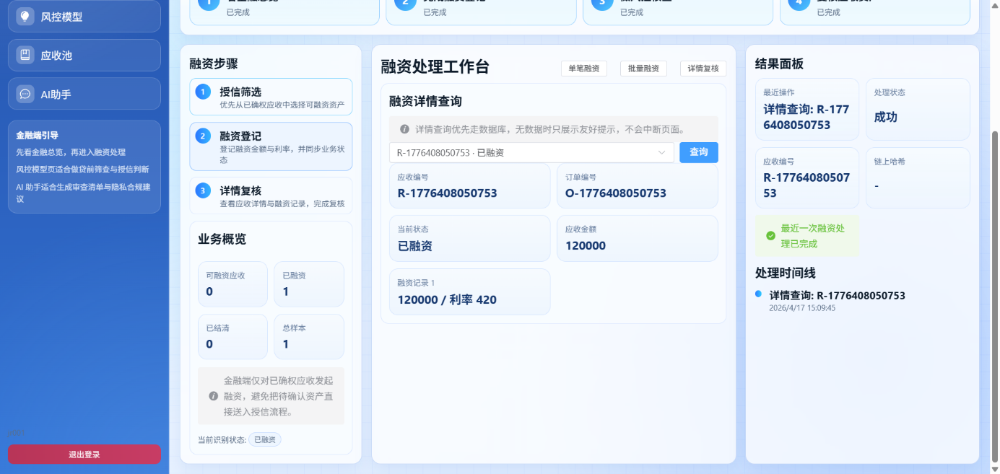 风控模型
应收池
AI助手
金融端引导
先看金融总览，再进入融资处理
风控模型页适合做贷前筛查与授信判断
AI 助手适合生成审查清单与隐私合规建
议
退出登录
1
已完成
2
已完成
3
已完成
4
已完成
融资步骤
1
授信筛选
优先从已确权应收中选择可融资资产
2
融资登记
登记融资金额与利率，并同步业务状
态
3
详情复核
查看应收详情与融资记录，完成复核
业务概览
可融资应收
0
已融资
1
已结清
0
总样本
1
金融端仅对已确权应收发起
融资，避免把待确认资产直
接送入授信流程。
当前识别状态: 已融资
融资处理工作台
单笔融资
批量融资
详情复核
融资详情查询
详情查询优先走数据库，无数据时只展示友好提示，不会中断页面。
R-1776408050753 · 已融资
查询
应收编号
R-1776408050753
订单编号
O-1776408050753
当前状态
已融资
应收金额
120000
融资记录 1
120000 / 利率 420
结果面板
最近操作
详情查询: R-177
6408050753
处理状态
成功
应收编号
R-17764080507
53
链上哈希
-
最近一次融资处
理已完成
处理时间线
详情查询: R-1776408050753
2026/4/17 15:09:45